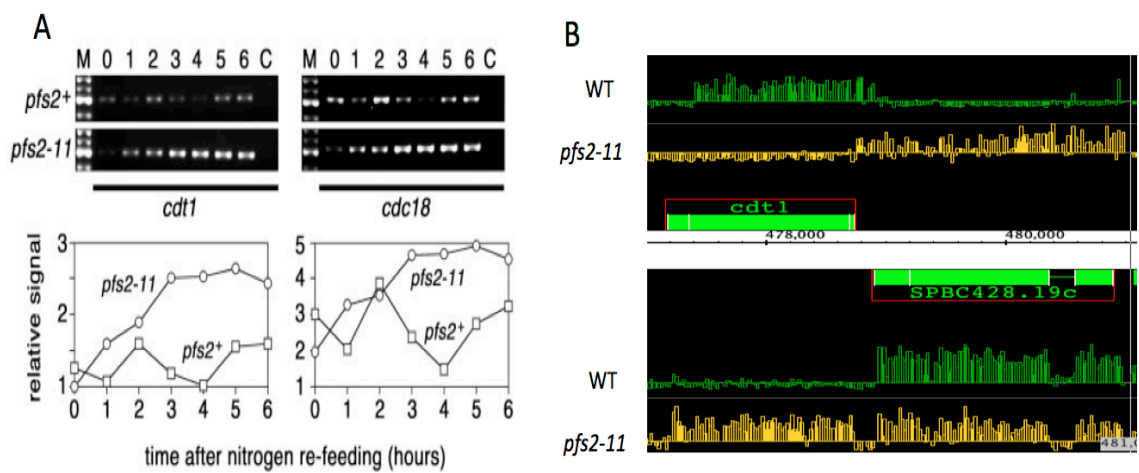 A
M 0 1 2 3 4 5 6 C M 0 1 2 3 4 5 6 C
pfs2+
pfs2-11
cdt1 cdc18
relative signal
3
2
1
pfs2-11
pfs2+
0 1 2 3 4 5 6
5
4
3
2
1
pfs2-11
pfs2+
0 1 2 3 4 5 6
time after nitrogen re-feeding (hours)
B
WT
pfs2-11
cdt1
478,000 480,000
SPBC428.19c
WT
pfs2-11